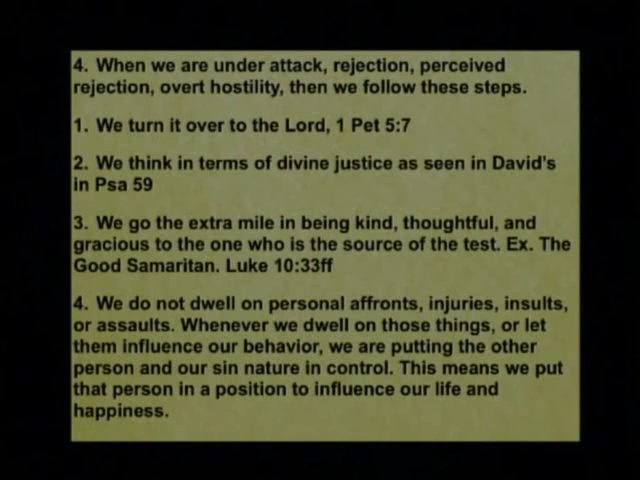 4. When we are under attack, rejection, perceived
rejection, overt hostility, then we follow these steps.
1. We turn it over to the Lord, 1 Pet 5:7
2. We think in terms of divine justice as seen in David's
in Psa 59
3. We go the extra mile in being kind, thoughtful, and
gracious to the one who is the source of the test. Ex. The
Good Samaritan. Luke 10:33ff
4. We do not dwell on personal affronts, injuries, insults,
or assaults. Whenever we dwell on those things, or let
them influence our behavior, we are putting the other
person and our sin nature in control. This means we put
that person in a position to influence our life and
happiness.